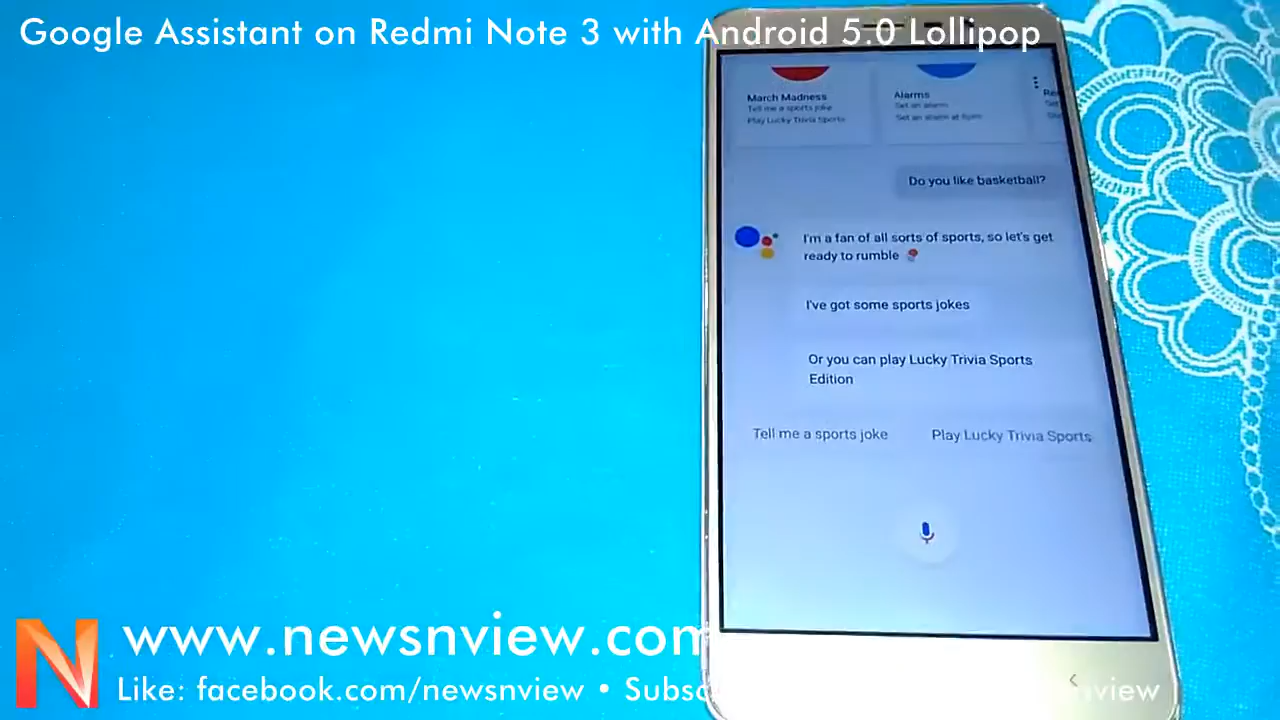 Google Assistant on Redmi Note 3 with Android 5.0 Lollipop
March Madness
Tell me a sports joke
Play Lucky Trivia Sports
Alarms
Set an alarm
Set an alarm at 6pm
Do you like basketball?
I'm a fan of all sorts of sports, so let's get
ready to rumble
I've got some sports jokes
Or you can play Lucky Trivia Sports
Edition
Tell me a sports joke
Play Lucky Trivia Sports
N www.newsnview.com
Like: facebook.com/newsnview •